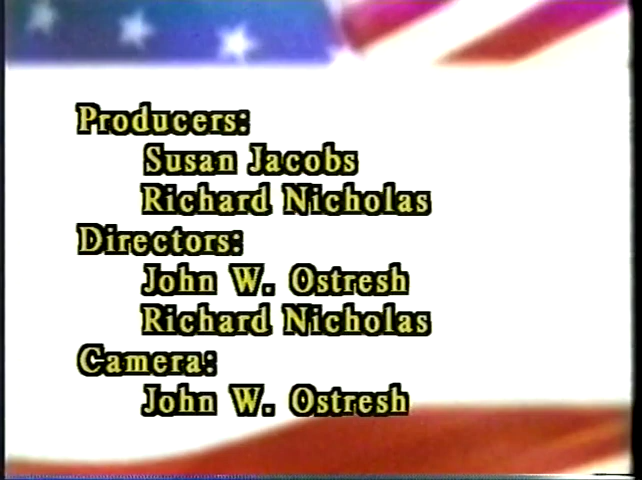 Producers:
Susan Jacobs
Richard Nicholas
Directors:
John W. Ostresh
Richard Nicholas
Camera:
John W. Ostresh